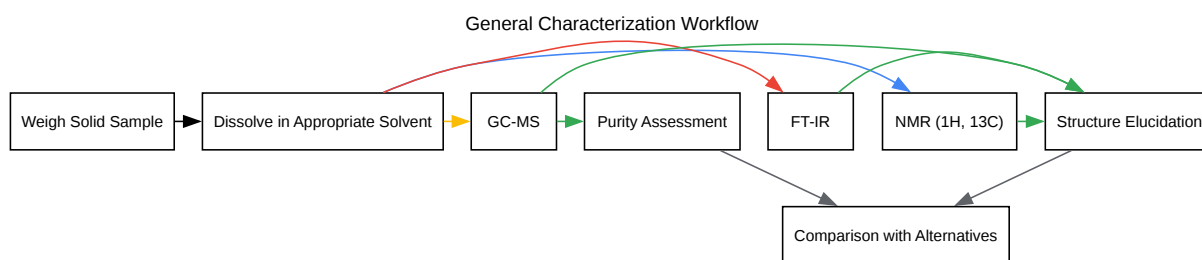 General Characterization Workflow
Weigh Solid Sample
Dissolve in Appropriate Solvent
GC-MS
Purity Assessment
FT-IR
NMR (1H, 13C)
Structure Elucidation
Comparison with Alternatives